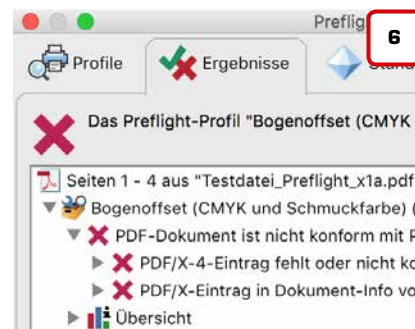 Preflig
6
Profile
Ergebnisse
Das Preflight-Profil "Bogenoffset (CMYK
Seiten 1 - 4 aus "Testdatei_Preflight_x1a.pdf
Bogenoffset (CMYK und Schmuckfarbe) (
PDF-Dokument ist nicht konform mit P
PDF/X-4-Eintrag fehlt oder nicht ko
PDF/X-Eintrag in Dokument-Info vo
Übersicht